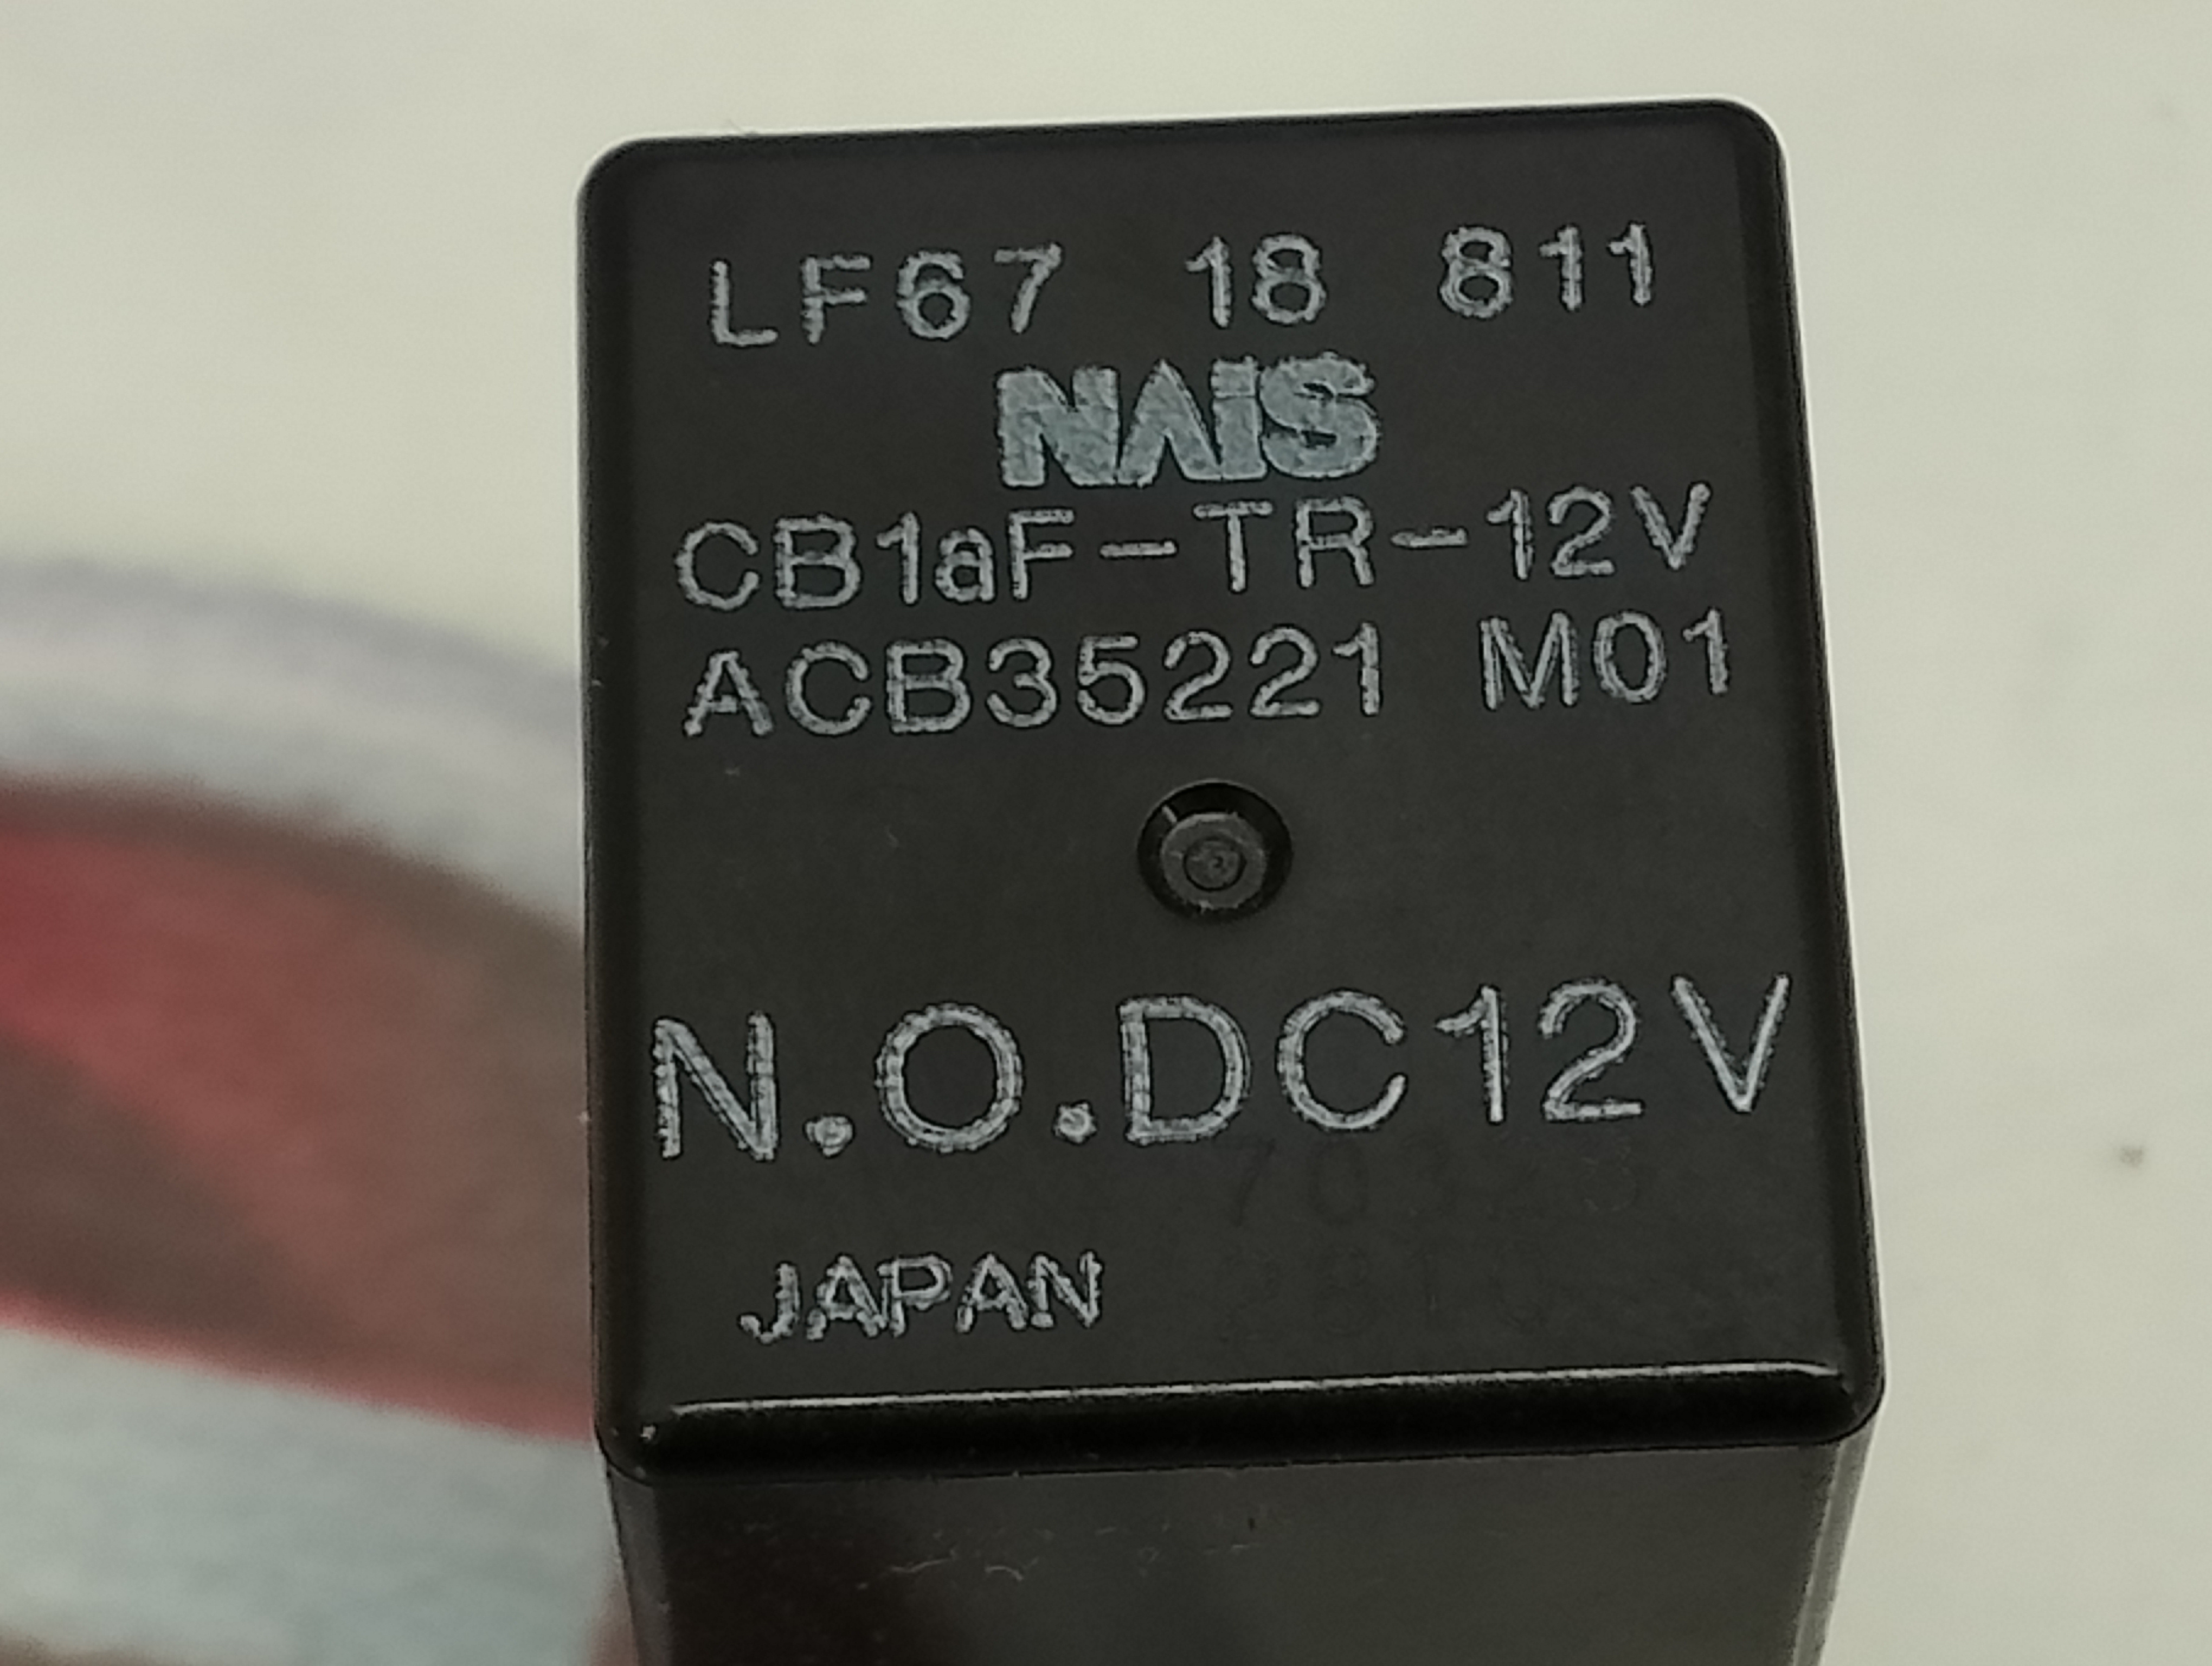 LF67 18 811
NAiS
CB1aF-TR-12V
ACB35221 M01
N.O.DC12V
JAPAN